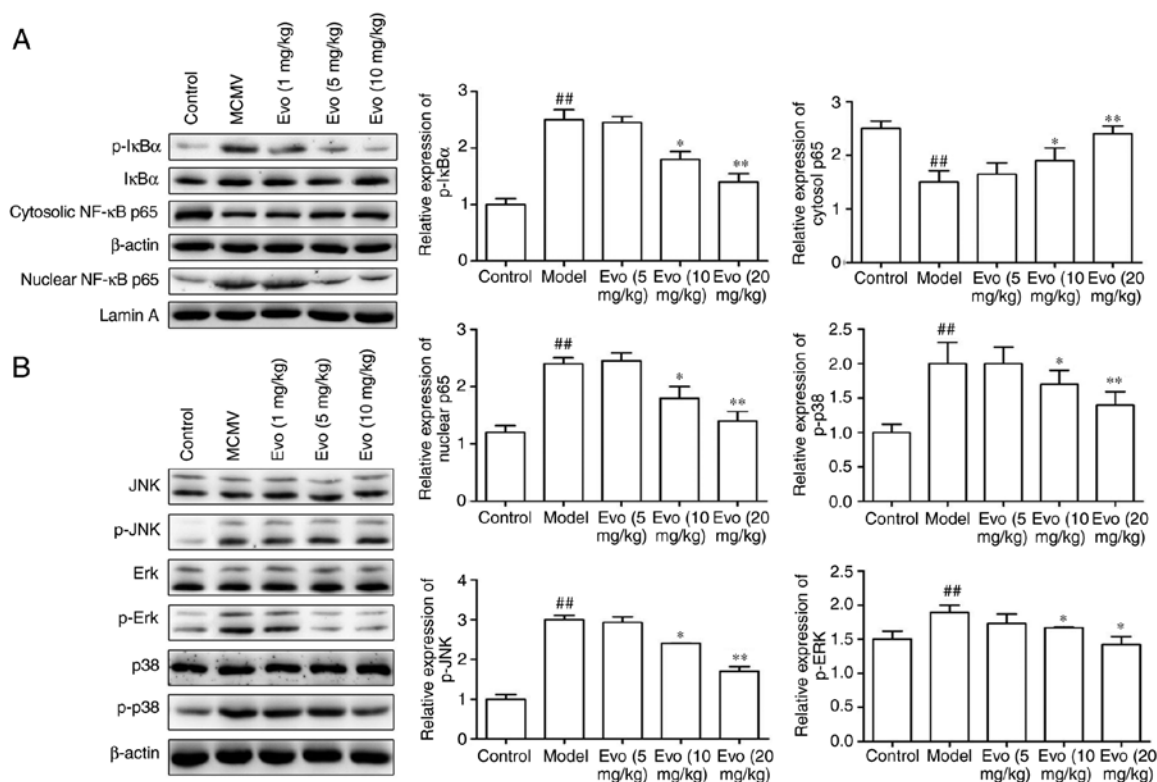 A
Control
MCMV
Evo (1 mg/kg)
Evo (5 mg/kg)
Evo (10 mg/kg)
p-IκBα
IκBα
Cytosolic NF-κB p65
β-actin
Nuclear NF-κB p65
Lamin A
B
Control
MCMV
Evo (1 mg/kg)
Evo (5 mg/kg)
Evo (10 mg/kg)
JNK
p-JNK
Erk
p-Erk
p38
p-p38
β-actin
Relative expression of
p-IκBα
3
2
1
0
##
*
**
Control Model Evo (5 Evo (10 Evo (20
mg/kg) mg/kg) mg/kg)
Relative expression of
cytosol p65
3
2
1
0
##
*
**
Control Model Evo (5 Evo (10 Evo (20
mg/kg) mg/kg) mg/kg)
Relative expression of
nuclear p65
3
2
1
0
##
*
**
Control Model Evo (5 Evo (10 Evo (20
mg/kg) mg/kg) mg/kg)
Relative expression of
p-p38
2.5
2.0
1.5
1.0
0.5
0.0
##
*
**
Control Model Evo (5 Evo (10 Evo (20
mg/kg) mg/kg) mg/kg)
Relative expression of
p-JNK
4
3
2
1
0
##
*
**
Control Model Evo (5 Evo (10 Evo (20
mg/kg) mg/kg) mg/kg)
Relative expression of
p-ERK
2.5
2.0
1.5
1.0
0.5
0.0
##
*
*
Control Model Evo (5 Evo (10 Evo (20
mg/kg) mg/kg) mg/kg)